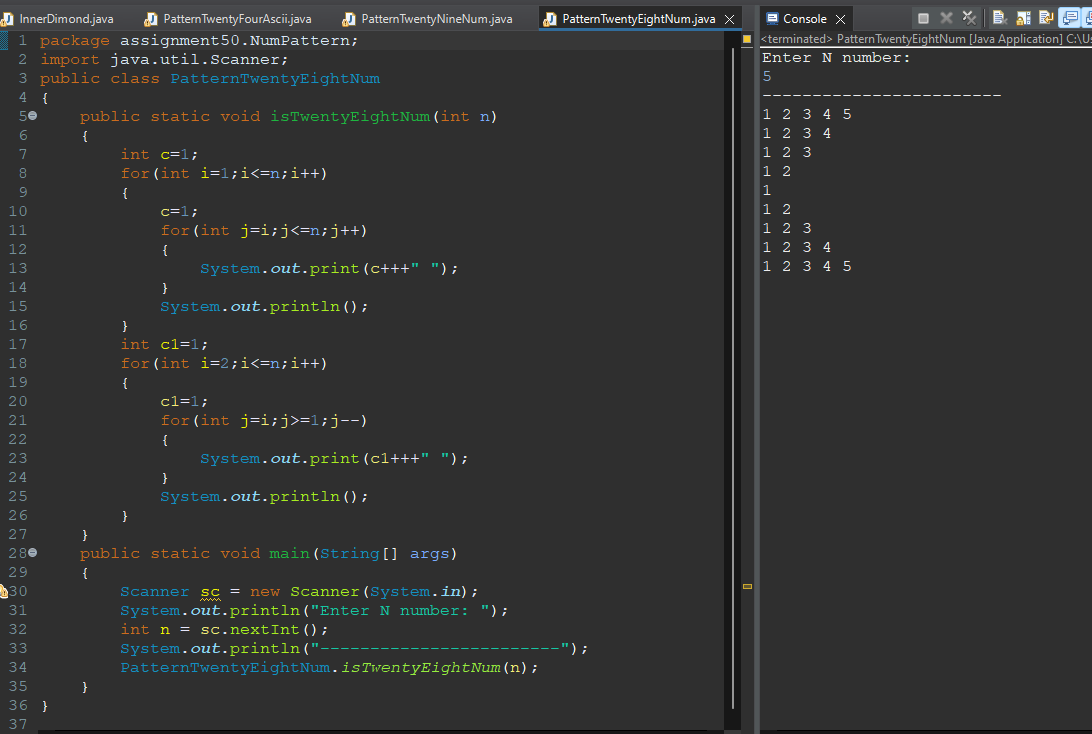 InnerDimond.java PatternTwentyFourAscii.java PatternTwentyNineNum.java PatternTwentyEightNum.java
1 package assignment50.NumPattern;
2 import java.util.Scanner;
3 public class PatternTwentyEightNum
4 {
5     public static void isTwentyEightNum(int n)
6     {
7         int c=1;
8         for(int i=1;i<=n;i++)
9         {
10             c=1;
11             for(int j=i;j<=n;j++)
12             {
13                 System.out.print(c+++" ");
14             }
15             System.out.println();
16         }
17         int c1=1;
18         for(int i=2;i<=n;i++)
19         {
20             c1=1;
21             for(int j=i;j>=1;j--)
22             {
23                 System.out.print(c1+++" ");
24             }
25             System.out.println();
26         }
27     }
28     public static void main(String[] args)
29     {
30         Scanner sc = new Scanner(System.in);
31         System.out.println("Enter N number: ");
32         int n = sc.nextInt();
33         System.out.println("------------------------");
34         PatternTwentyEightNum.isTwentyEightNum(n);
35     }
36 }
37
Console
<terminated> PatternTwentyEightNum [Java Application] C:\Us
Enter N number:
5
------------------------
1 2 3 4 5
1 2 3 4
1 2 3
1 2
1
1 2
1 2 3
1 2 3 4
1 2 3 4 5